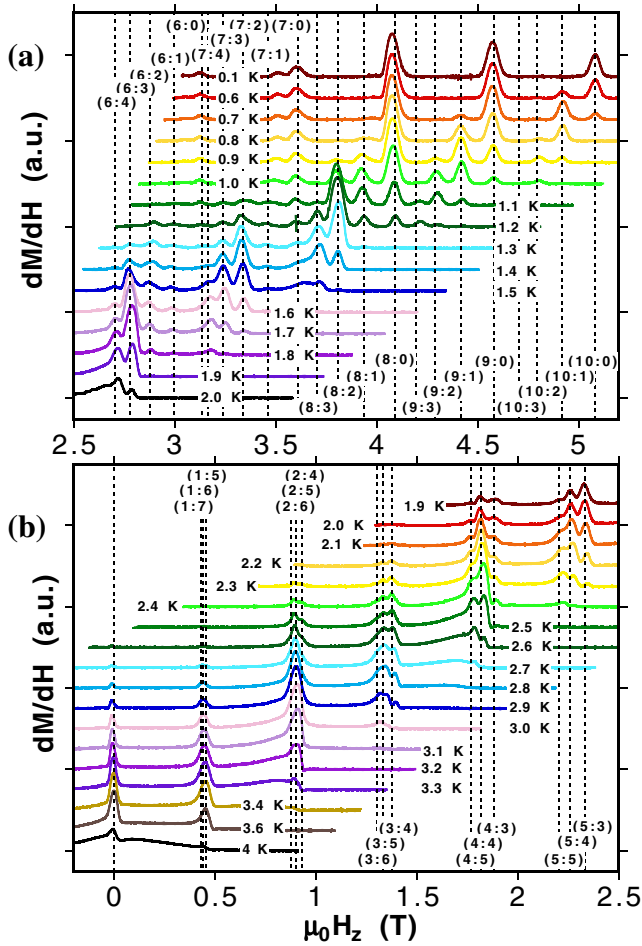 (6:0)
(7:2)
(7:0)
(a)
(7:3)
(6:1)
(7:4)
(7:1)
(6:2)
(6:3)
(6:4)
0.1 K
0.6 K
0.7 K
0.8 K
0.9 K
1.0 K
1.1 K
1.2 K
1.3 K
1.4 K
1.5 K
1.6 K
1.7 K
1.8 K
1.9 K
2.0 K
dM/dH (a.u.)
(8:0)
(9:0)
(10:0)
(8:1)
(9:1)
(10:1)
(8:2)
(9:2)
(10:2)
(8:3)
(9:3)
(10:3)
2.5 3 3.5 4 4.5 5
(b)
(1:5)
(2:4)
(1:6)
(2:5)
(1:7)
(2:6)
1.9 K
2.0 K
2.1 K
2.2 K
2.3 K
2.4 K
2.5 K
2.6 K
2.7 K
2.8 K
2.9 K
3.0 K
3.1 K
3.2 K
3.3 K
3.4 K
3.6 K
4 K
dM/dH (a.u.)
(3:4)
(4:3)
(5:3)
(3:5)
(4:4)
(5:4)
(3:6)
(4:5)
(5:5)
0 0.5 1 1.5 2 2.5
μ0Hz (T)